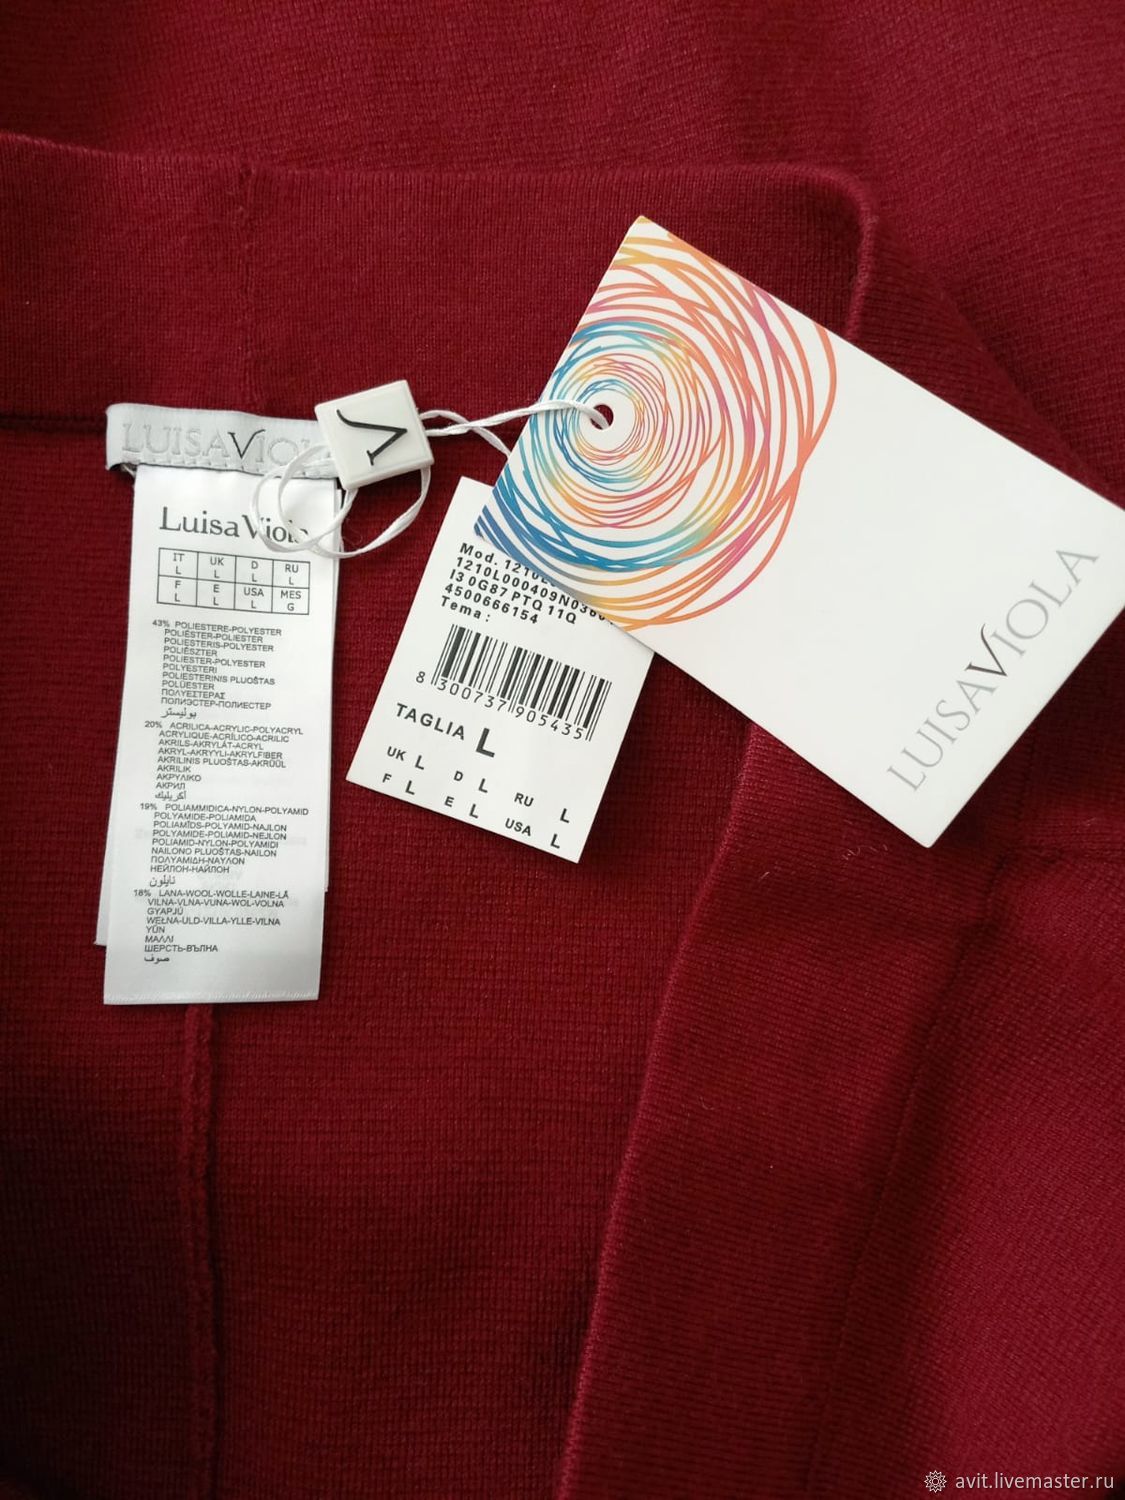 LUISAVIOL
V
Luisa Viola
IT UK D RU
L L L L
F E USA MES
L L L G
43% POLIESTERE-POLYESTER
POLIÉSTER-POLIESTER
POLIESTERIS-POLYESTER
POLIÉSZTER
POLIESTER-POLYESTER
POLYESTERI
POLIESTERINIS PLUOŠTAS
POLÜESTER
ΠΟΛΥΕΣΤΕΡΑΣ
ПОЛИЭСТЕР-ПОЛИЕСТЕР
بوليستر
20% ACRILICA-ACRYLIC-POLYACRYL
ACRYLIQUE-ACRÍLICO-ACRILIC
AKRILS-AKRYLÁT-ACRYL
AKRYL-AKRYYLI-AKRYLFIBER
AKRILINIS PLUOŠTAS-AKRÜÜL
AKRILIK
ΑΚΡΥΛΙΚΟ
АКРИЛ
أكريليك
19% POLIAMMIDICA-NYLON-POLYAMID
POLYAMIDE-POLIAMIDA
POLIAMĪDS-POLYAMID-NAJLON
POLYAMIDE-POLIAMID-NEJLON
POLIAMID-NYLON-POLYAMIDI
NAILONO PLUOŠTAS-NAILON
ΠΟΛΥΑΜΙΔΗ-ΝΑΥΛΟΝ
НЕЙЛОН-НАЙЛОН
نايلون
18% LANA-WOOL-WOLLE-LAINE-LÃ
VILNA-VLNA-VUNA-WOL-VOLNA
GYAPJÚ
WEŁNA-ULD-VILLA-YLLE-VILNA
YÜN
ΜΑΛΛΙ
ШЕРСТЬ-ВЪЛНА
صوف
Mod.
1210L000409N0360
I3 0G87 PTQ 11Q
4500666154
Tema :
8 300737 905435
TAGLIA L
UK L D L RU L
F L E L USA L
LUISAVIOLA
avit.livemaster.ru